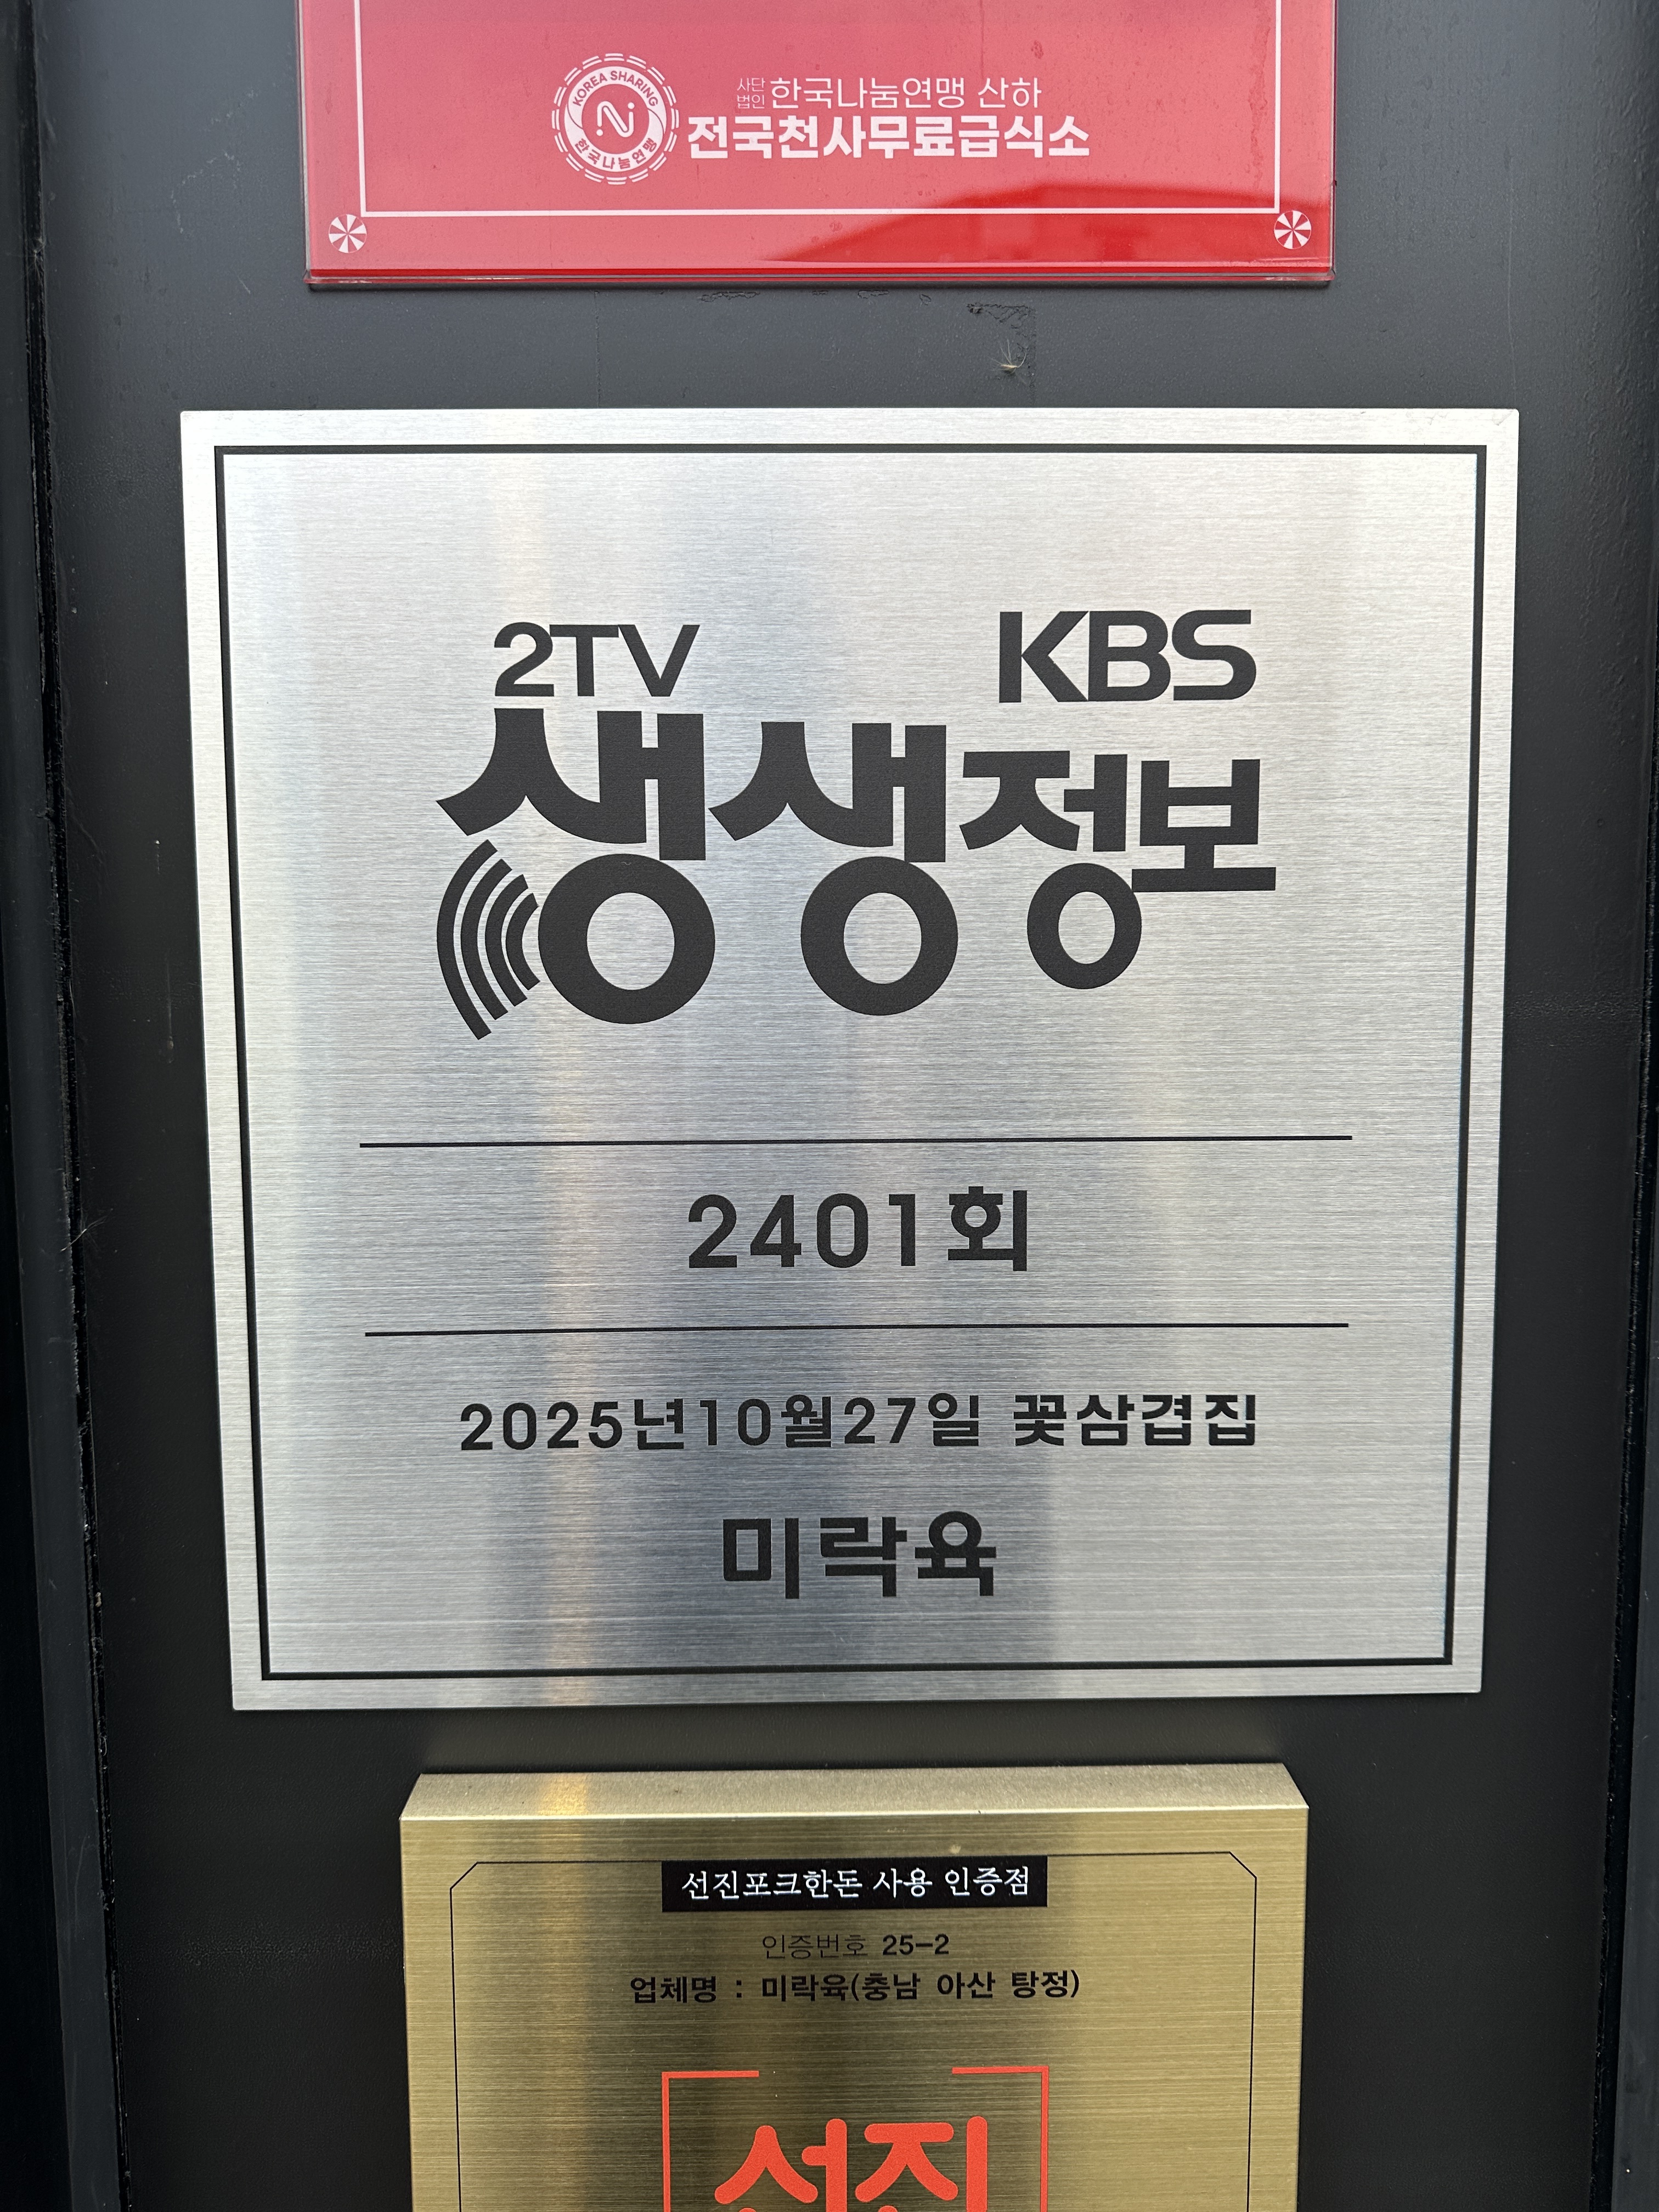 KOREA SHARING
한국나눔연맹
사단법인 한국나눔연맹 산하
전국천사무료급식소
2TV KBS
생생정보
2401회
2025년10월27일 꽃삼겹집
미락육
선진포크한돈 사용 인증점
인증번호 25-2
업체명 : 미락육(충남 아산 탕정)
선진